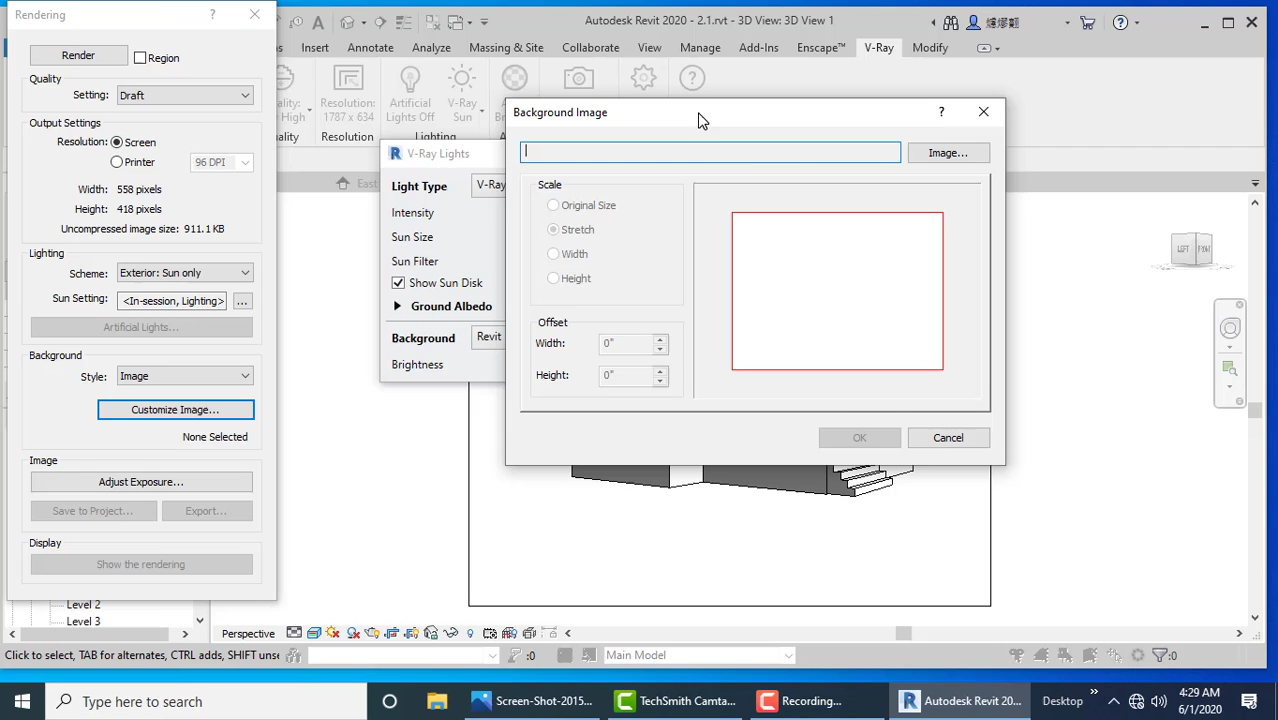 Rendering
Autodesk Revit 2020 - 2.1.rvt - 3D View: 3D View 1
Insert Annotate Analyze Massing & Site Collaborate View Manage Add-Ins Enscape™ V-Ray Modify
Render
Region
Quality
Setting: Draft
Output Settings
Resolution: Screen
Printer 96 DPI
Width: 558 pixels
Height: 418 pixels
Uncompressed image size: 911.1 KB
Lighting
Scheme: Exterior: Sun only
Sun Setting: <In-session, Lighting> ...
Artificial Lights...
Background
Style: Image
Customize Image...
None Selected
Image
Adjust Exposure...
Save to Project... Export...
Display
Show the rendering
Level 2
Level 3
Resolution:
1787 x 634
Resolution
Artificial
Lights Off
V-Ray
Sun
Lighting
V-Ray Lights
Light Type V-Ray
Intensity
Sun Size
Sun Filter
Show Sun Disk
Ground Albedo
Background Revit
Brightness
Background Image
Image...
Scale
Original Size
Stretch
Width
Height
Offset
Width: 0"
Height: 0"
OK Cancel
East
LEFT
Perspective
Click to select, TAB for alternates, CTRL adds, SHIFT unse
:0
Main Model
:0
Type here to search
Screen-Shot-2015...
TechSmith Camta...
Recording...
Autodesk Revit 20...
Desktop
4:29 AM
6/1/2020